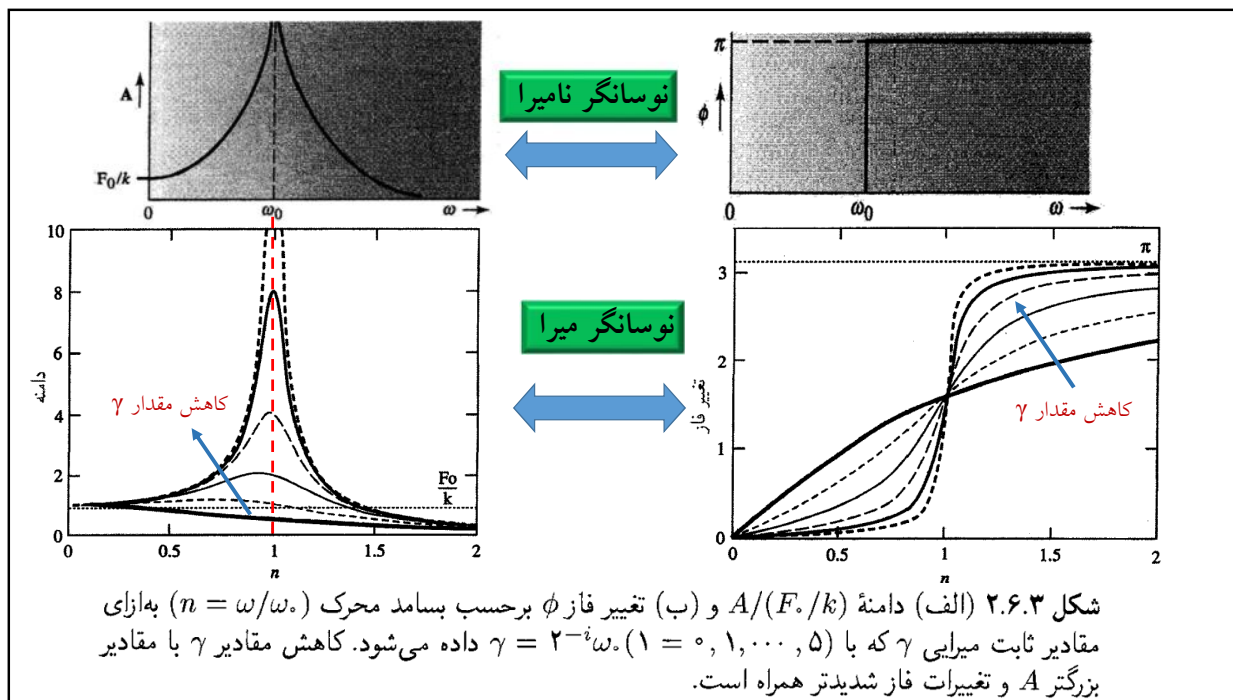 A
F₀/k
0
ω₀
ω
نوسانگر نامیرا
π
ϕ
0
ω₀
ω
10
8
6
4
2
0
0
0.5
1
1.5
2
n
دامنه
کاهش مقدار γ
Fo
k
نوسانگر میرا
π
3
2
1
0
0
0.5
1
1.5
2
n
تغییر فاز
کاهش مقدار γ
شکل ۲.۶.۳ (الف) دامنهٔ A/(F۰/k) و (ب) تغییر فاز ϕ برحسب بسامد محرک (n = ω/ω۰) به‌ازای
مقادیر ثابت میرایی γ که با γ = ۲⁻ⁱω۰(۱ = ۰, ۱, ⋯, ۵) داده می‌شود. کاهش مقادیر γ با مقادیر
بزرگتر A و تغییرات فاز شدیدتر همراه است.